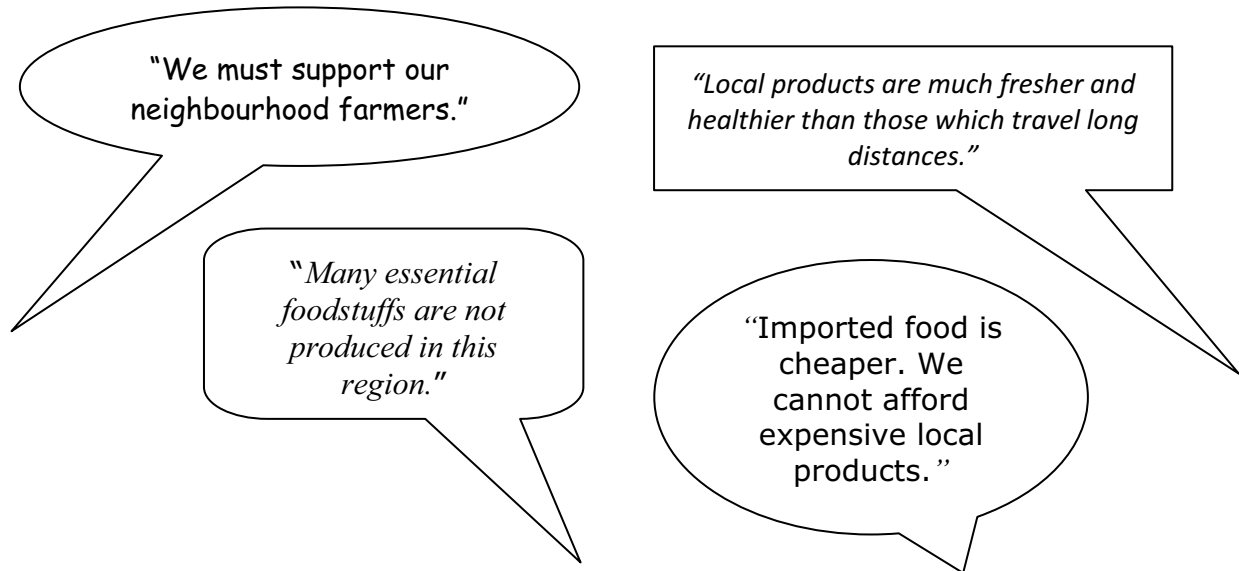 “We must support our
neighbourhood farmers.”
“Local products are much fresher and
healthier than those which travel long
distances.”
“Many essential
foodstuffs are not
produced in this
region.”
“Imported food is
cheaper. We
cannot afford
expensive local
products.”